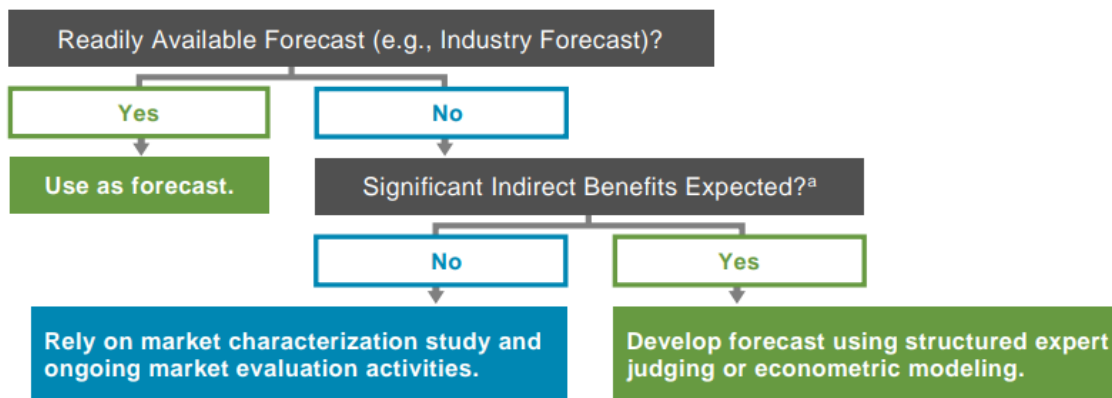 Readily Available Forecast (e.g., Industry Forecast)?
Yes
No
Use as forecast.
Significant Indirect Benefits Expected?ᵃ
No
Yes
Rely on market characterization study and
ongoing market evaluation activities.
Develop forecast using structured expert
judging or econometric modeling.